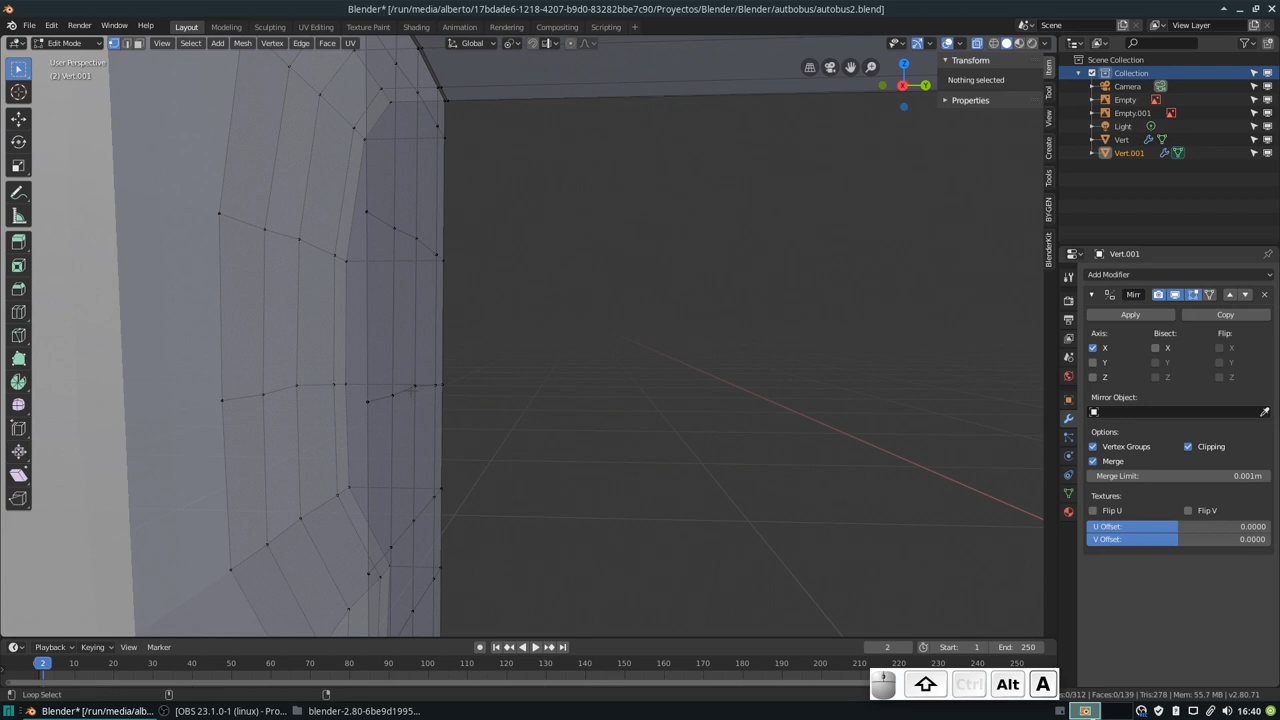 Blender* [/run/media/alberto/17bdade6-1218-4207-b9d0-83282bbe7c90/Proyectos/Blender/autbobus/autobus2.blend]
File Edit Render Window Help Layout Modeling Sculpting UV Editing Texture Paint Shading Animation Rendering Compositing Scripting + Scene View Layer
Edit Mode View Select Add Mesh Vertex Edge Face UV Global
User Perspective
(2) Vert.001
Z
X
Y
Transform
Nothing selected
Properties
Item
Tool
View
Create
Tools
BY-GEN
BlenderKit
Scene Collection
Collection
Camera
Empty
Empty.001
Light
Vert
Vert.001
Vert.001
Add Modifier
Mirr
Apply Copy
Axis: Bisect: Flip:
X X X
Y Y Y
Z Z Z
Mirror Object:
Options:
Vertex Groups Clipping
Merge
Merge Limit: 0.001m
Textures:
Flip U Flip V
U Offset: 0.0000
V Offset: 0.0000
Playback Keying View Marker 2 Start: 1 End: 250
2 10 20 30 40 50 60 70 80 90 100 110 120 130 140 150 160 170 180 190 200 210 220 230 240 250
Ctrl Alt A
Loop Select 0/312 | Faces:0/139 | Tris:278 | Mem: 55.7 MB | v2.80.71
Blender* [/run/media/alb... [OBS 23.1.0-1 (linux) - Pro... blender-2.80-6be9d1995... 16:40